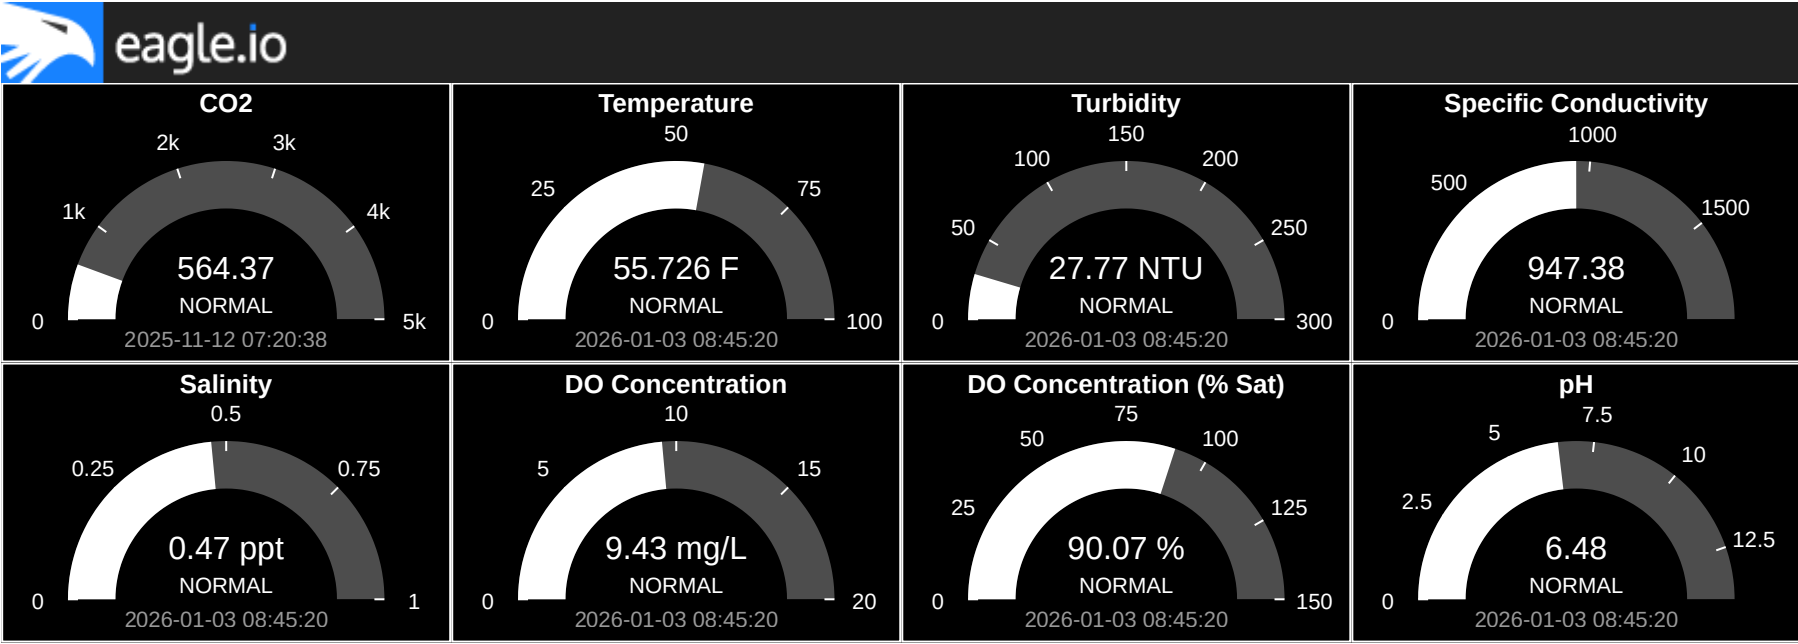 eagle.io
CO2
2k
3k
1k
4k
0
5k
564.37
NORMAL
2025-11-12 07:20:38
Temperature
50
25
75
0
100
55.726 F
NORMAL
2026-01-03 08:45:20
Turbidity
150
100
200
50
250
0
300
27.77 NTU
NORMAL
2026-01-03 08:45:20
Specific Conductivity
1000
500
1500
0
947.38
NORMAL
2026-01-03 08:45:20
Salinity
0.5
0.25
0.75
0
1
0.47 ppt
NORMAL
2026-01-03 08:45:20
DO Concentration
10
5
15
0
20
9.43 mg/L
NORMAL
2026-01-03 08:45:20
DO Concentration (% Sat)
75
50
100
25
125
0
150
90.07 %
NORMAL
2026-01-03 08:45:20
pH
7.5
5
10
2.5
12.5
0
6.48
NORMAL
2026-01-03 08:45:20